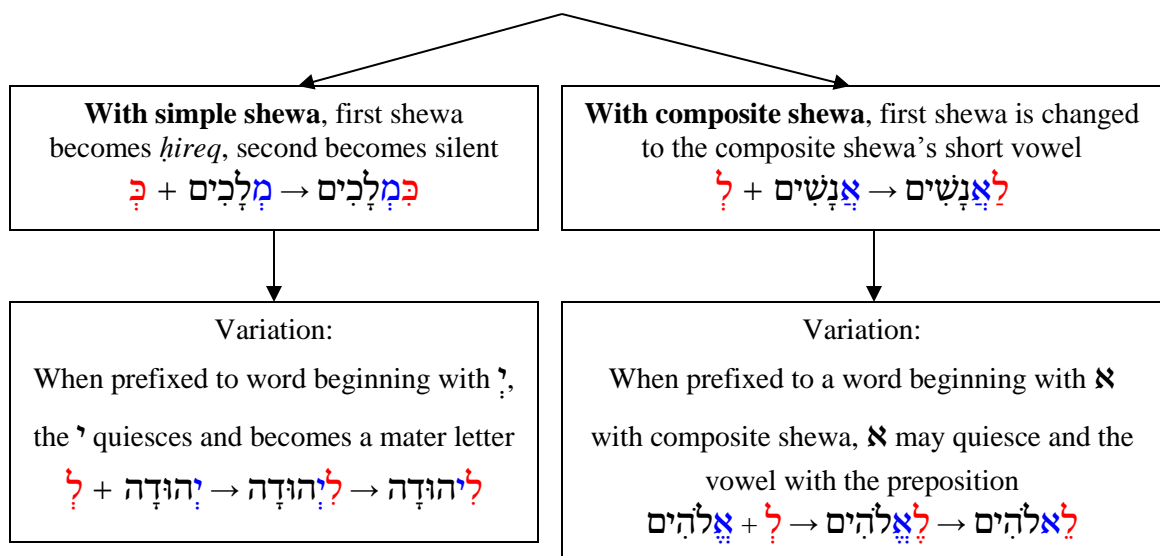 With simple shewa, first shewa
becomes ḥireq, second becomes silent
כְּ + מְלָכִים → כִּמְלָכִים
With composite shewa, first shewa is changed
to the composite shewa's short vowel
לְ + אֲנָשִׁים → לַאֲנָשִׁים
Variation:
When prefixed to word beginning with יְ,
the י quiesces and becomes a mater letter
לְ + יְהוּדָה → לִיְהוּדָה → לִיהוּדָה
Variation:
When prefixed to a word beginning with א
with composite shewa, א may quiesce and the
vowel with the preposition
אֱלֹהִים + לְ → לֶאֱלֹהִים → לֵאלֹהִים